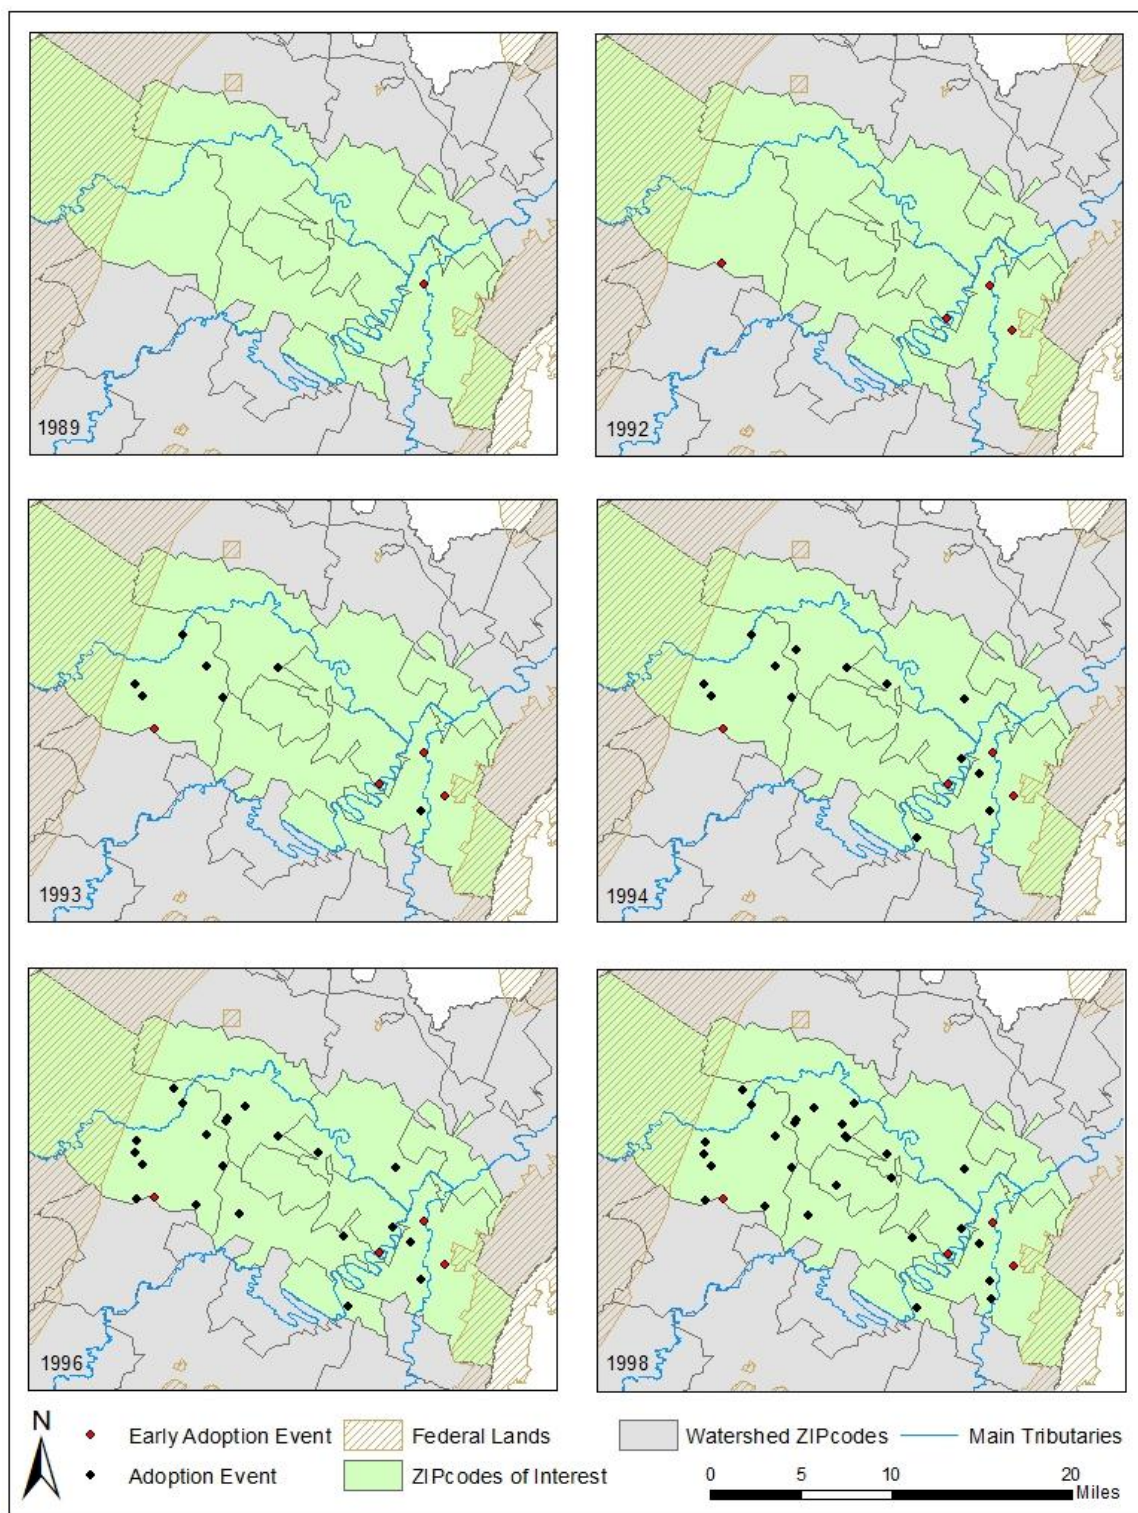 1989
1992
1993
1994
1996
1998
N
Early Adoption Event
Federal Lands
Watershed ZIPcodes
Main Tributaries
Adoption Event
ZIPcodes of Interest
0 5 10 20
Miles